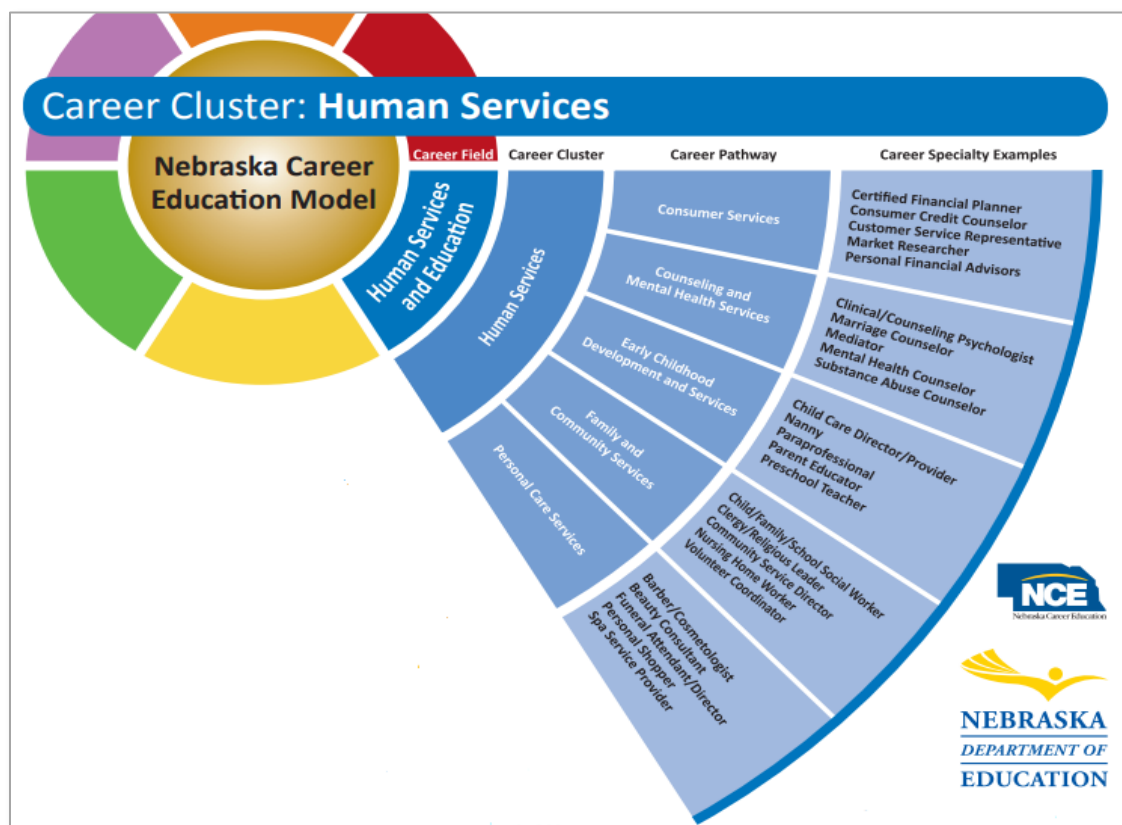 Career Cluster: Human Services
Nebraska Career
Education Model
Career Field
Career Cluster
Career Pathway
Career Specialty Examples
Human Services
and Education
Human Services
Consumer Services
Certified Financial Planner
Consumer Credit Counselor
Customer Service Representative
Market Researcher
Personal Financial Advisors
Counseling and
Mental Health Services
Clinical/Counseling Psychologist
Marriage Counselor
Mediator
Mental Health Counselor
Substance Abuse Counselor
Early Childhood
Development and Services
Child Care Director/Provider
Nanny
Paraprofessional
Parent Educator
Preschool Teacher
Family and
Community Services
Child/Family/School Social Worker
Clergy/Religious Leader
Community Service Director
Nursing Home Worker
Volunteer Coordinator
Personal Care Services
Barber/Cosmetologist
Beauty Consultant
Funeral Attendant/Director
Personal Shopper
Spa Service Provider
NCE
Nebraska Career Education
NEBRASKA
DEPARTMENT OF
EDUCATION